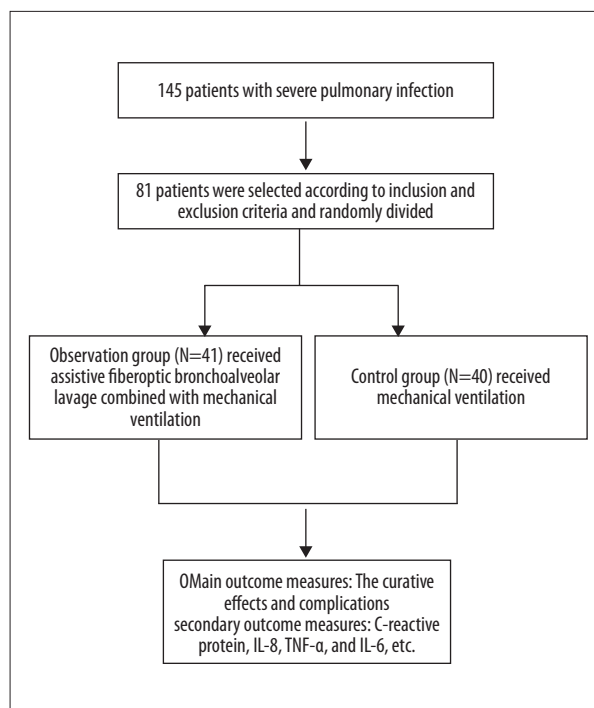 145 patients with severe pulmonary infection
81 patients were selected according to inclusion and
exclusion criteria and randomly divided
Observation group (N=41) received
assistive fiberoptic bronchoalveolar
lavage combined with mechanical
ventilation
Control group (N=40) received
mechanical ventilation
OMain outcome measures: The curative
effects and complications
secondary outcome measures: C-reactive
protein, IL-8, TNF-α, and IL-6, etc.